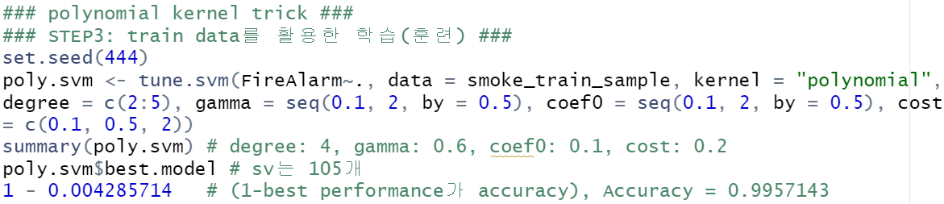 ### polynomial kernel trick ###
### STEP3: train data를 활용한 학습(훈련) ###
set.seed(444)
poly.svm <- tune.svm(FireAlarm~., data = smoke_train_sample, kernel = "polynomial",
degree = c(2:5), gamma = seq(0.1, 2, by = 0.5), coef0 = seq(0.1, 2, by = 0.5), cost
= c(0.1, 0.5, 2))
summary(poly.svm) # degree: 4, gamma: 0.6, coef0: 0.1, cost: 0.2
poly.svm$best.model # sv는 105개
1 - 0.004285714   # (1-best performance가 accuracy), Accuracy = 0.9957143